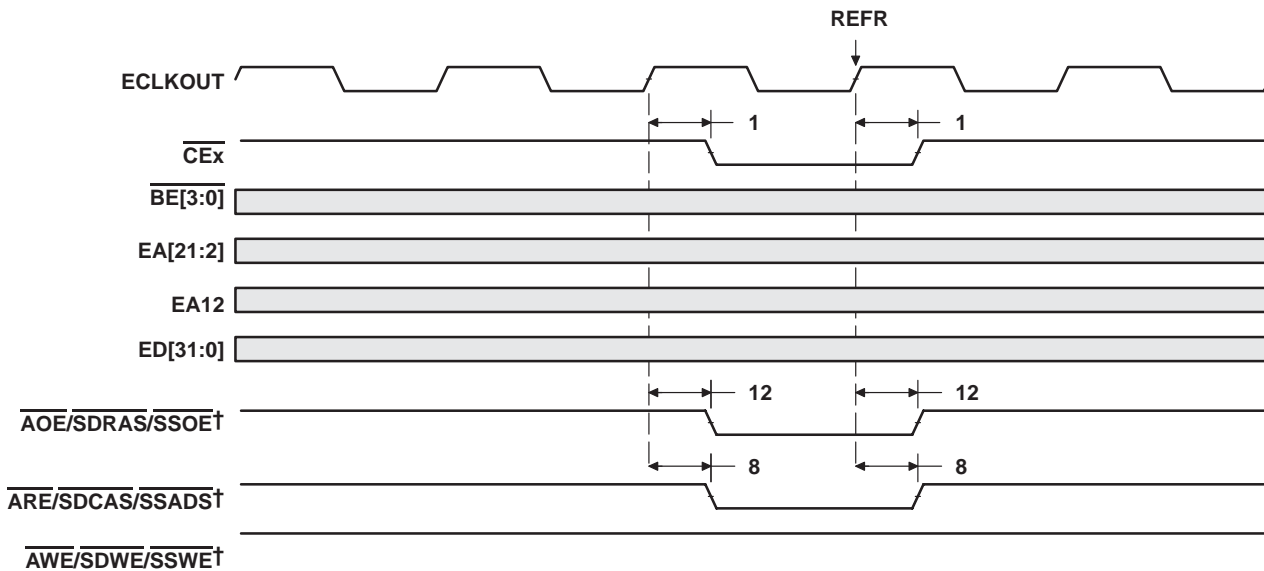 REFR
ECLKOUT
1 1
CEx
BE[3:0]
EA[21:2]
EA12
ED[31:0]
12 12
AOE/SDRAS/SSOE†
8 8
ARE/SDCAS/SSADS†
AWE/SDWE/SSWE†